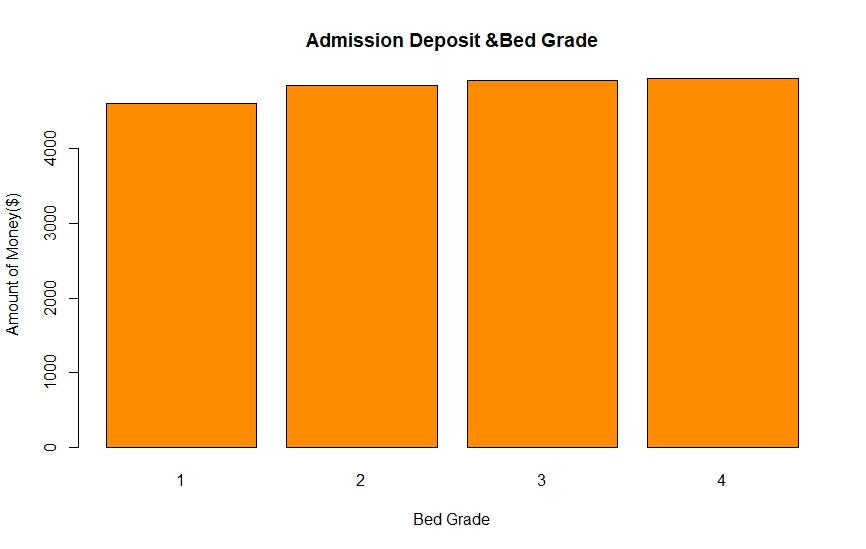 Admission Deposit &Bed Grade
Amount of Money($)
4000
3000
2000
1000
0
1 2 3 4
Bed Grade